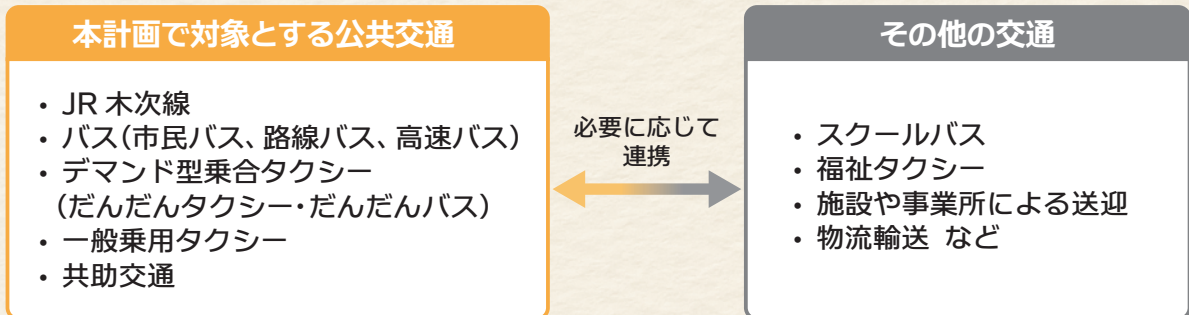 本計画で対象とする公共交通
・JR 木次線
・バス(市民バス、路線バス、高速バス)
・デマンド型乗合タクシー
(だんだんタクシー・だんだんバス)
・一般乗用タクシー
・共助交通
必要に応じて
連携
その他の交通
・スクールバス
・福祉タクシー
・施設や事業所による送迎
・物流輸送 など